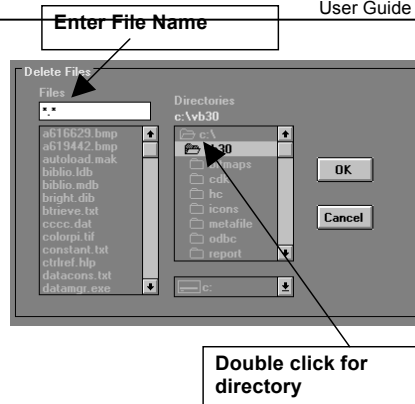 User Guide
Enter File Name
Delete Files
Files
*.*
Directories
c:\vb30
a616629.bmp
a619442.bmp
autoload.mak
biblio.ldb
biblio.mdb
bright.dib
btrieve.txt
cccc.dat
colorpi.tif
constant.txt
ctrlref.hlp
datacons.txt
datamgr.exe
c:\
cdk
hc
icons
metafile
odbc
report
c:
OK
Cancel
Double click for
directory